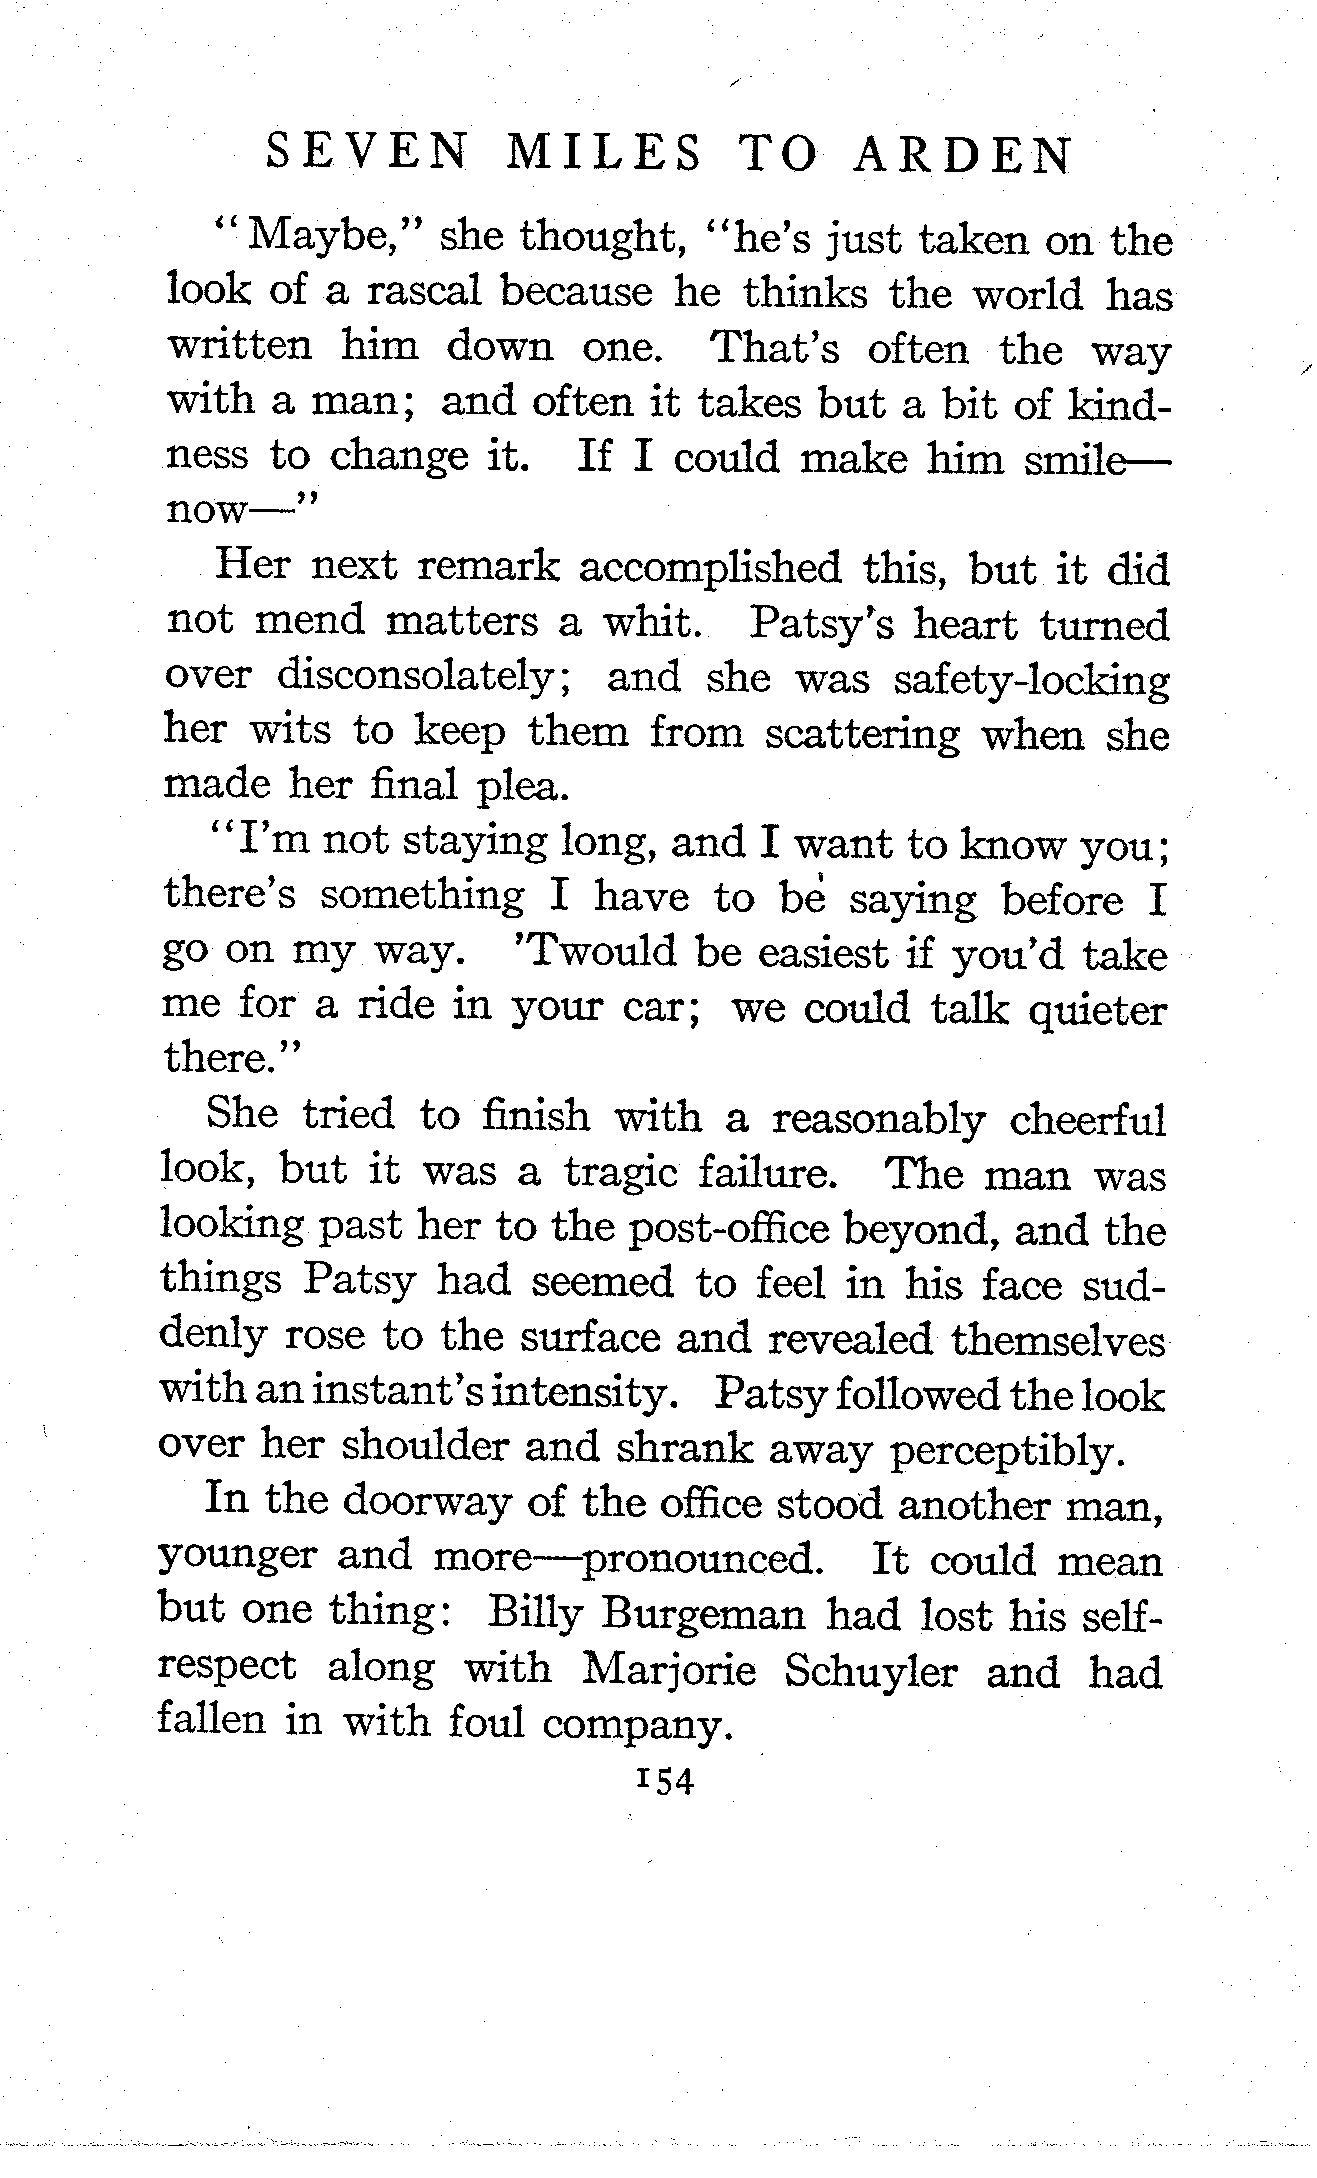 SEVEN MILES TO ARDEN
"Maybe," she thought, "he's just taken on the
look of a rascal because he thinks the world has
written him down one. That's often the way
with a man; and often it takes but a bit of kind-
ness to change it. If I could make him smile—
now—"
Her next remark accomplished this, but it did
not mend matters a whit. Patsy's heart turned
over disconsolately; and she was safety-locking
her wits to keep them from scattering when she
made her final plea.
"I'm not staying long, and I want to know you;
there's something I have to be saying before I
go on my way. 'Twould be easiest if you'd take
me for a ride in your car; we could talk quieter
there."
She tried to finish with a reasonably cheerful
look, but it was a tragic failure. The man was
looking past her to the post-office beyond, and the
things Patsy had seemed to feel in his face sud-
denly rose to the surface and revealed themselves
with an instant's intensity. Patsy followed the look
over her shoulder and shrank away perceptibly.
In the doorway of the office stood another man,
younger and more—pronounced. It could mean
but one thing: Billy Burgeman had lost his self-
respect along with Marjorie Schuyler and had
fallen in with foul company.
154